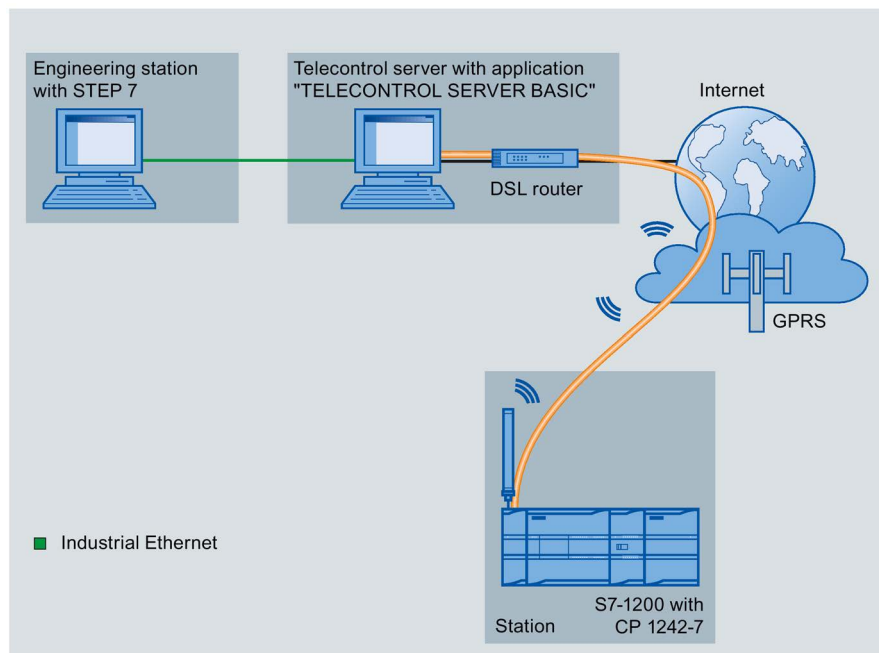 Engineering station
with STEP 7
Telecontrol server with application
"TELECONTROL SERVER BASIC"
Internet
DSL router
GPRS
Industrial Ethernet
Station
S7-1200 with
CP 1242-7